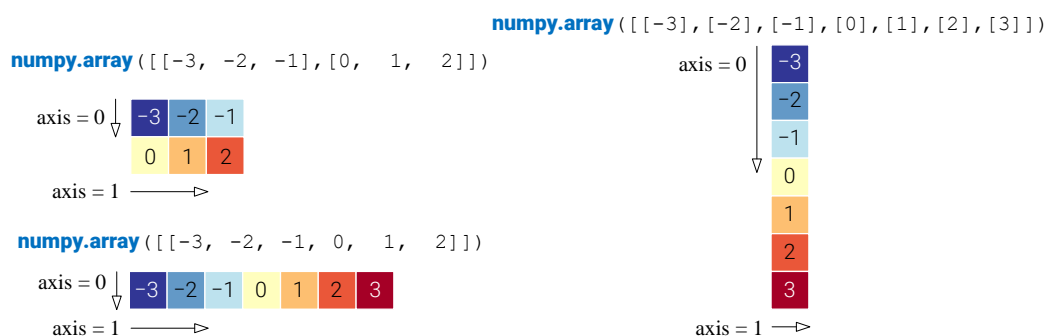 numpy.array([[-3, -2, -1],[0, 1, 2]])
axis = 0
−3 −2 −1
0 1 2
axis = 1
numpy.array([[-3, -2, -1, 0, 1, 2]])
axis = 0
−3 −2 −1 0 1 2 3
axis = 1
numpy.array([[-3],[-2],[-1],[0],[1],[2],[3]])
axis = 0
−3
−2
−1
0
1
2
3
axis = 1